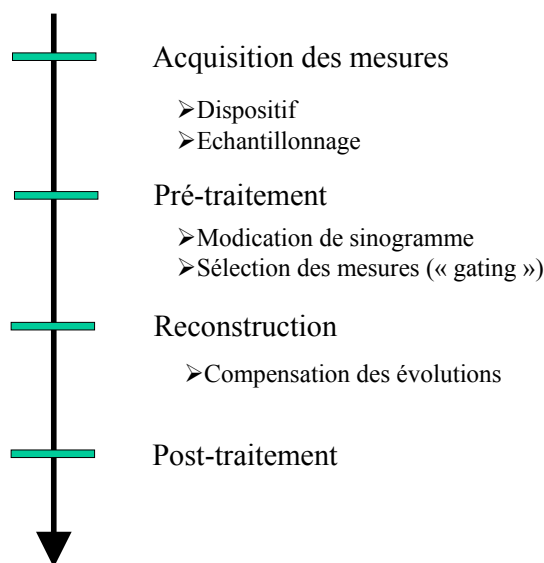 Acquisition des mesures
➢Dispositif
➢Echantillonnage
Pré-traitement
➢Modication de sinogramme
➢Sélection des mesures (« gating »)
Reconstruction
➢Compensation des évolutions
Post-traitement